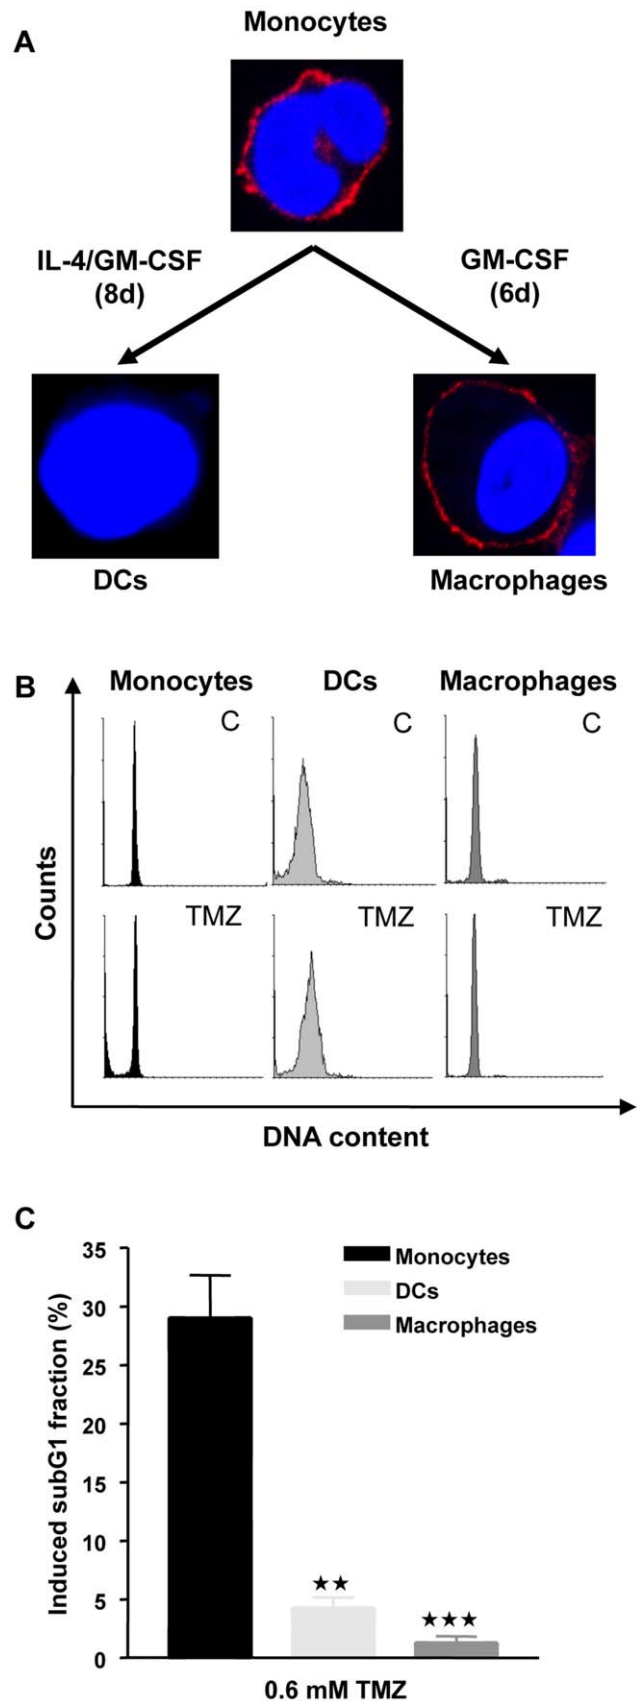 A
Monocytes
IL-4/GM-CSF
(8d)
GM-CSF
(6d)
DCs
Macrophages
B
Monocytes DCs Macrophages
C C C
TMZ TMZ TMZ
Counts
DNA content
C
Induced subG1 fraction (%)
35
30
25
20
15
10
5
0
Monocytes
DCs
Macrophages
★★
★★★
0.6 mM TMZ